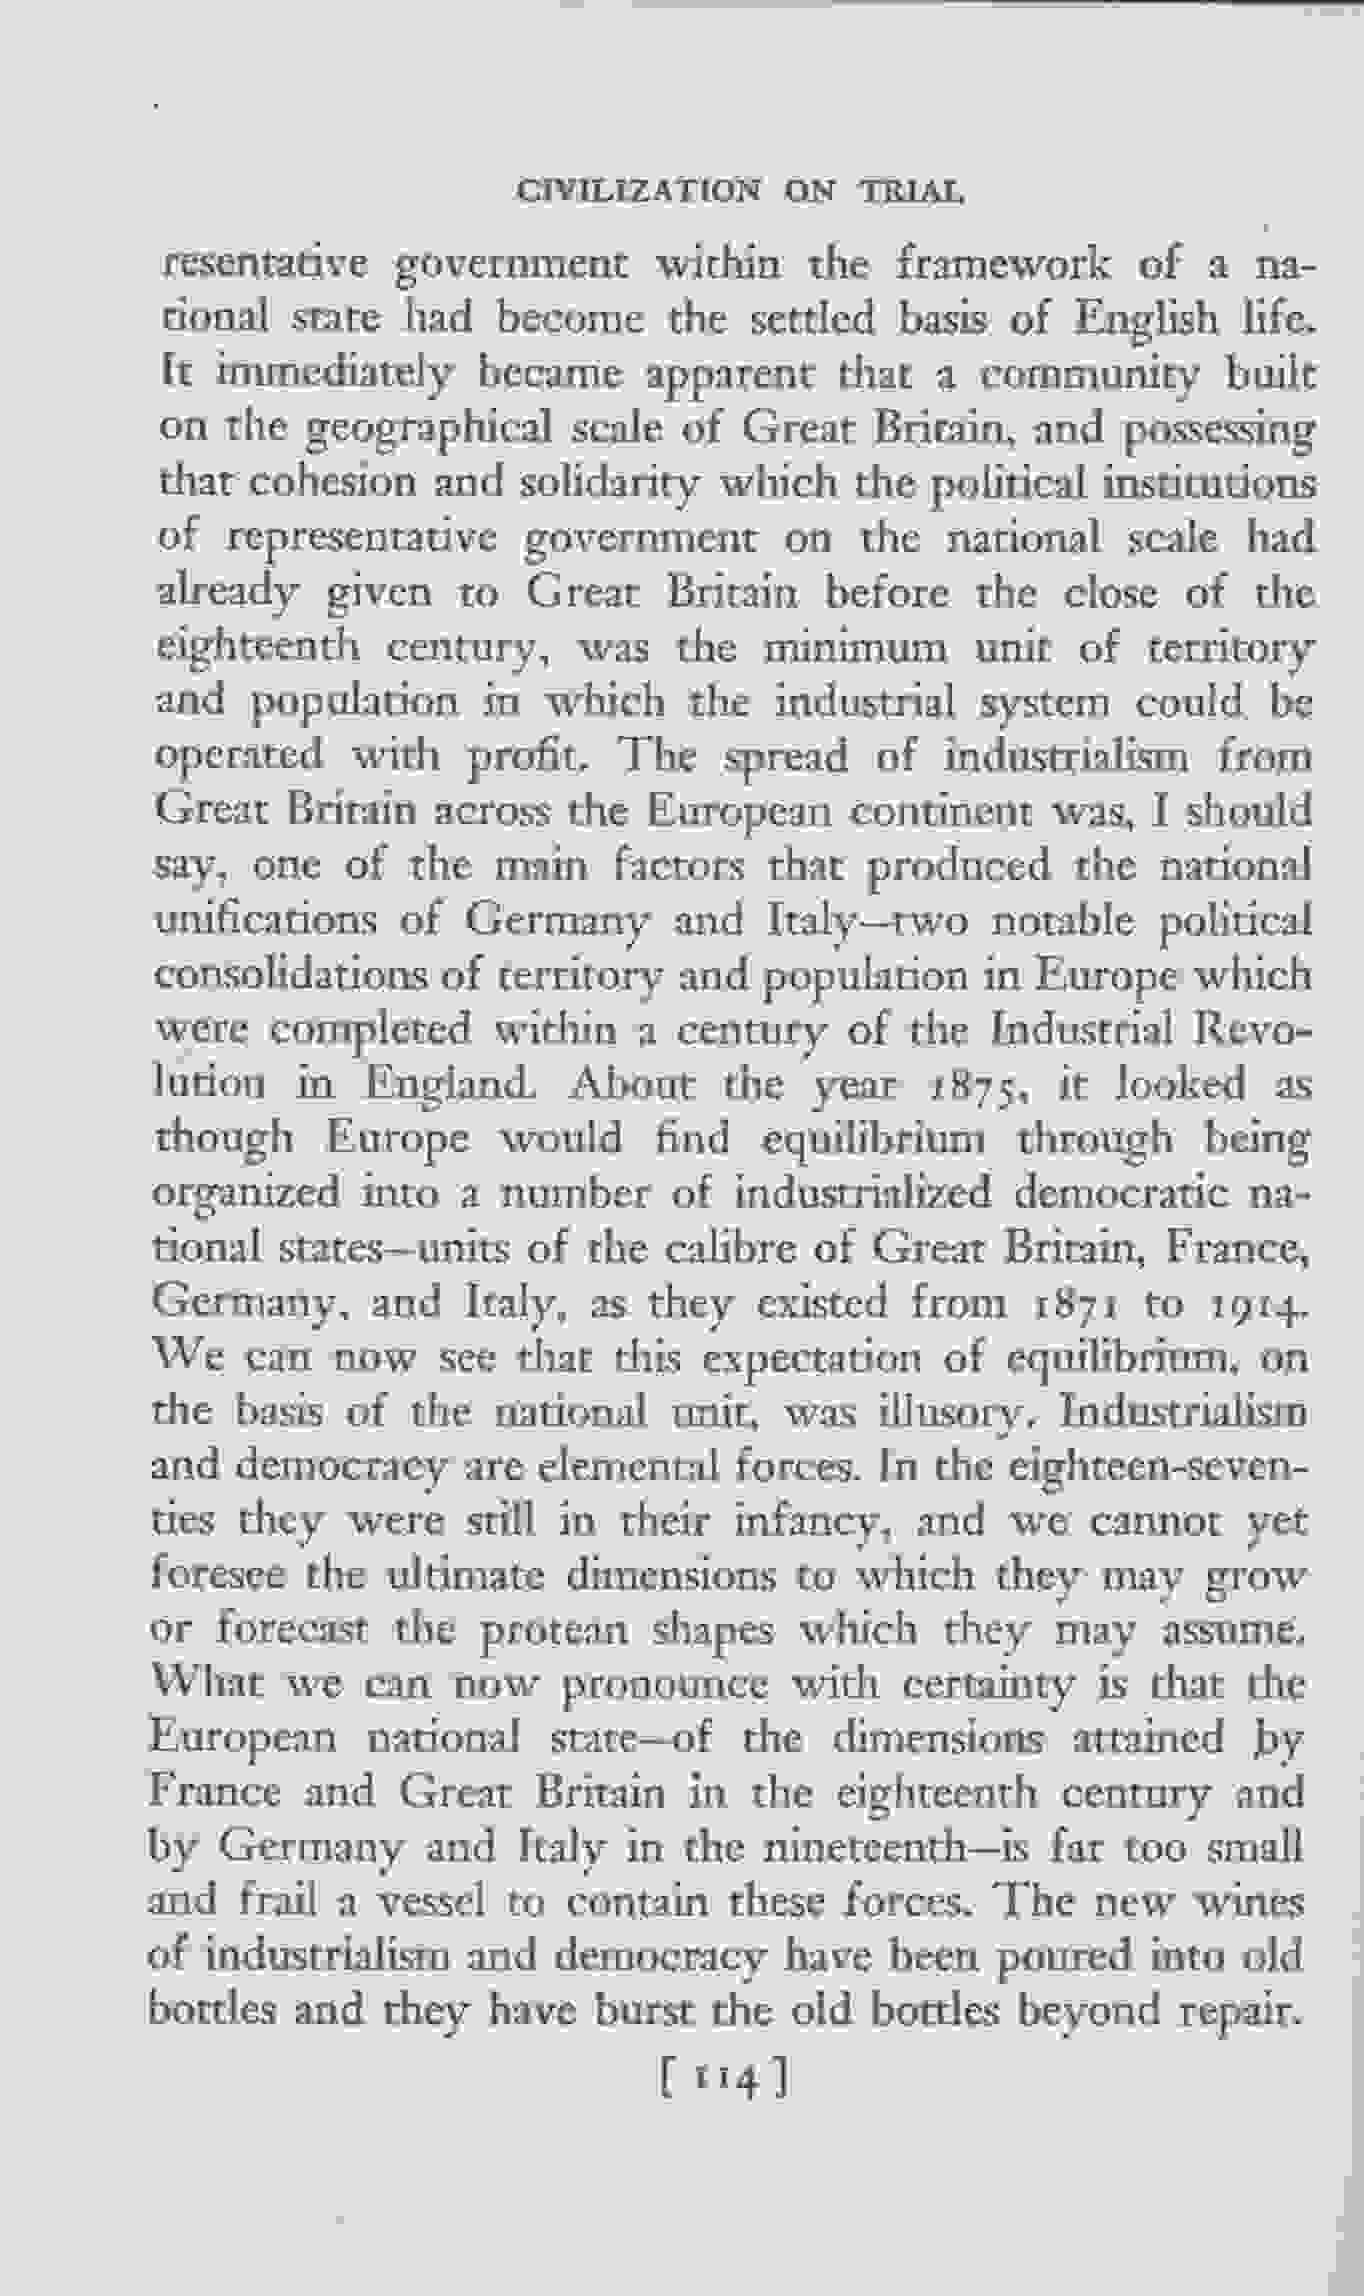 CIVILIZATION ON TRIAL
resentative government within the framework of a na-
tional state had become the settled basis of English life.
It immediately became apparent that a community built
on the geographical scale of Great Britain, and possessing
that cohesion and solidarity which the political institutions
of representative government on the national scale had
already given to Great Britain before the close of the
eighteenth century, was the minimum unit of territory
and population in which the industrial system could be
operated with profit. The spread of industrialism from
Great Britain across the European continent was, I should
say, one of the main factors that produced the national
unifications of Germany and Italy—two notable political
consolidations of territory and population in Europe which
were completed within a century of the Industrial Revo-
lution in England. About the year 1875, it looked as
though Europe would find equilibrium through being
organized into a number of industrialized democratic na-
tional states—units of the calibre of Great Britain, France,
Germany, and Italy, as they existed from 1871 to 1914.
We can now see that this expectation of equilibrium, on
the basis of the national unit, was illusory. Industrialism
and democracy are elemental forces. In the eighteen-seven-
ties they were still in their infancy, and we cannot yet
foresee the ultimate dimensions to which they may grow
or forecast the protean shapes which they may assume.
What we can now pronounce with certainty is that the
European national state—of the dimensions attained by
France and Great Britain in the eighteenth century and
by Germany and Italy in the nineteenth—is far too small
and frail a vessel to contain these forces. The new wines
of industrialism and democracy have been poured into old
bottles and they have burst the old bottles beyond repair.
[ 114 ]